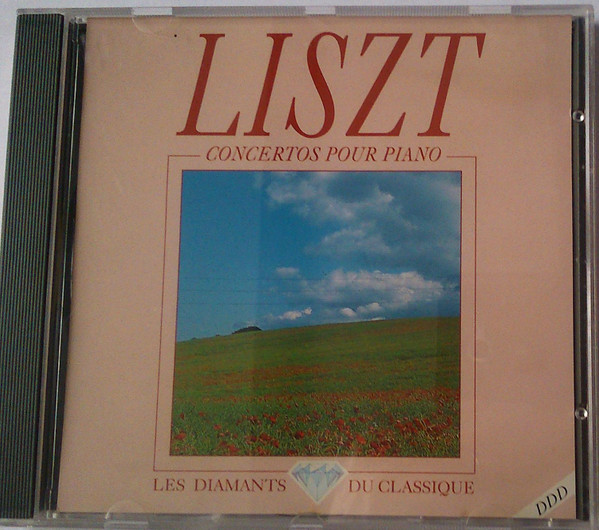 LISZT
CONCERTOS POUR PIANO
LES DIAMANTS DU CLASSIQUE
DDD